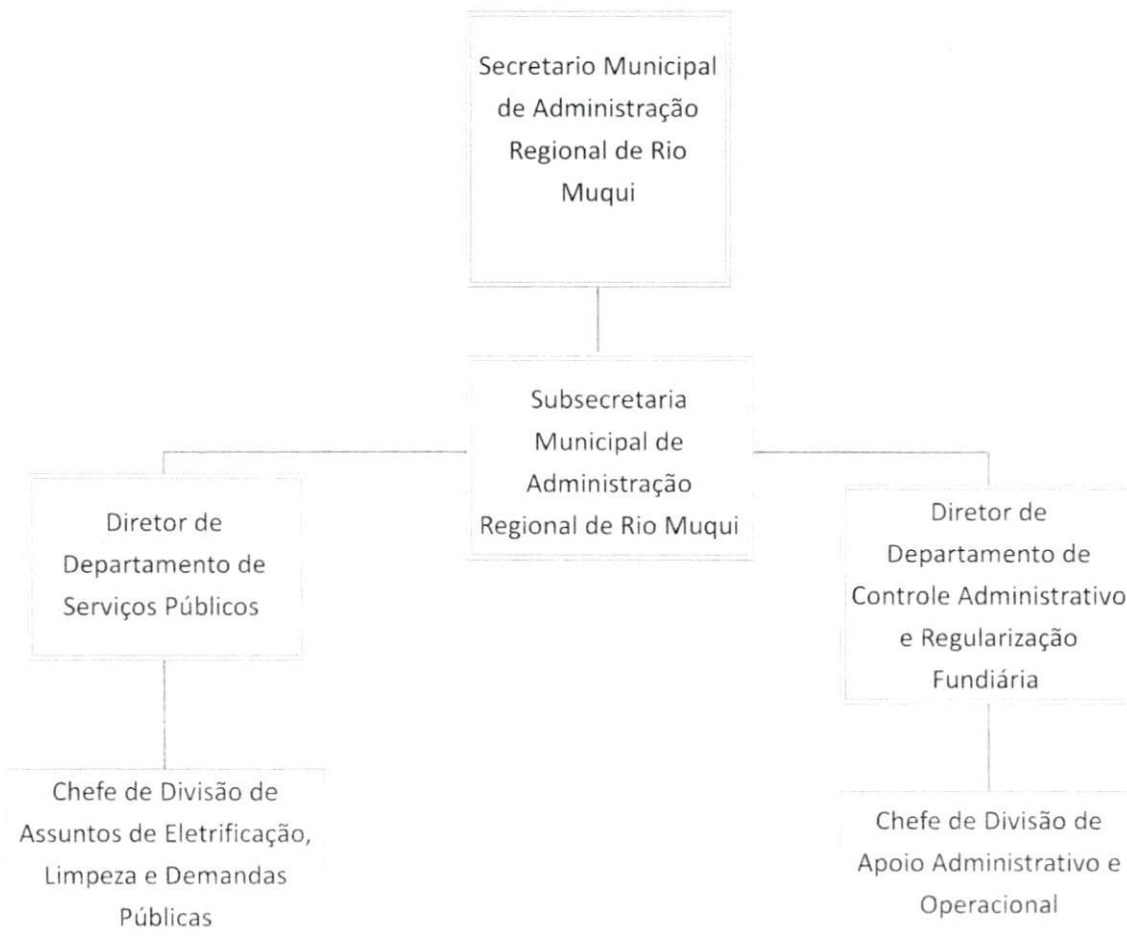 Secretario Municipal
de Administração
Regional de Rio
Muqui
Subsecretaria
Municipal de
Administração
Regional de Rio Muqui
Diretor de
Departamento de
Serviços Públicos
Diretor de
Departamento de
Controle Administrativo
e Regularização
Fundiária
Chefe de Divisão de
Assuntos de Eletrificação,
Limpeza e Demandas
Públicas
Chefe de Divisão de
Apoio Administrativo e
Operacional